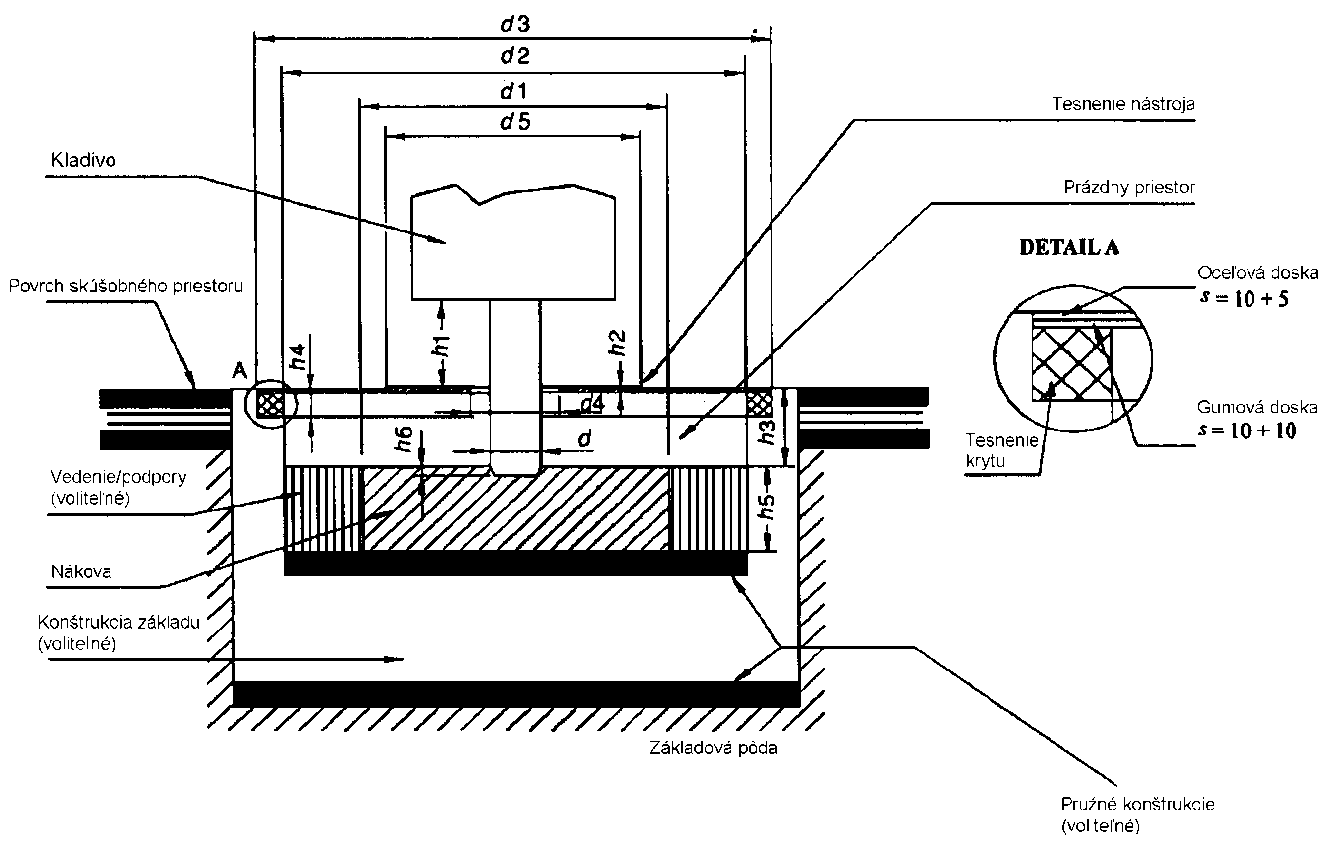 d3
d2
d1
d5
Tesnenie nástroja
Kladivo
Prázdny priestor
DETAIL A
Povrch skúšobného priestoru
Oceľová doska
s = 10 + 5
h1
h2
h4
A
d4
h3
h6
d
Gumová doska
s = 10 + 10
Tesnenie
krytu
Vedenie/podpory
(voliteľné)
h5
Nákova
Konštrukcia základu
(voliteľné)
Základová pôda
Pružné konštrukcie
(voliteľné)